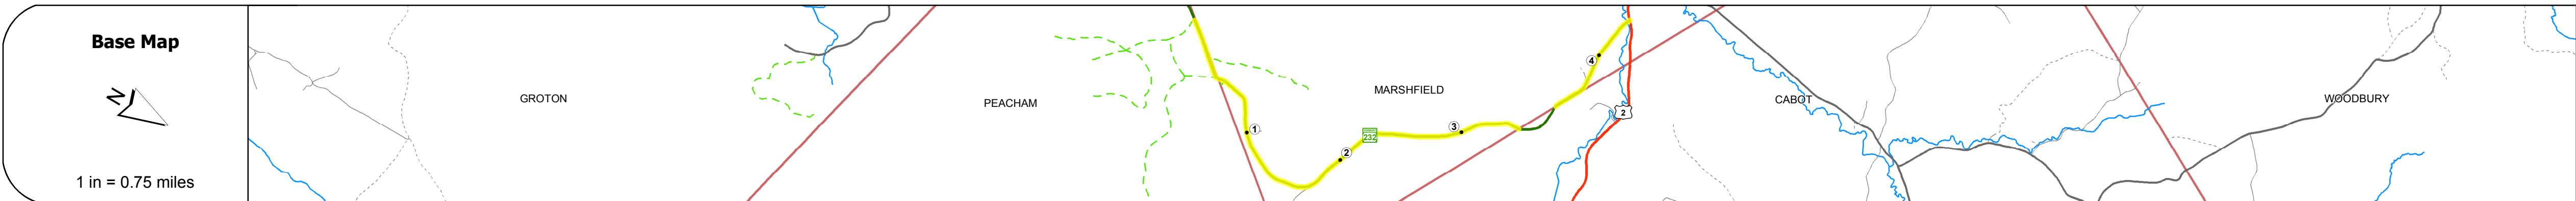 Base Map
N
1 in = 0.75 miles
GROTON
PEACHAM
1
2
232
MARSHFIELD
3
4
2
CABOT
WOODBURY